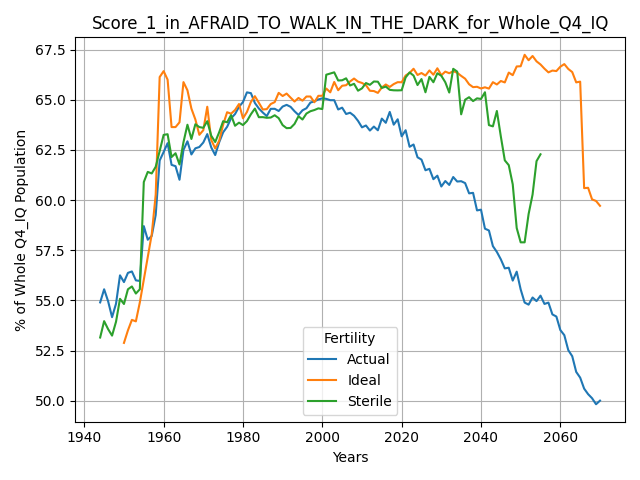 Score_1_in_AFRAID_TO_WALK_IN_THE_DARK_for_Whole_Q4_IQ
% of Whole Q4_IQ Population
67.5
65.0
62.5
60.0
57.5
55.0
52.5
50.0
Fertility
Actual
Ideal
Sterile
1940 1960 1980 2000 2020 2040 2060
Years